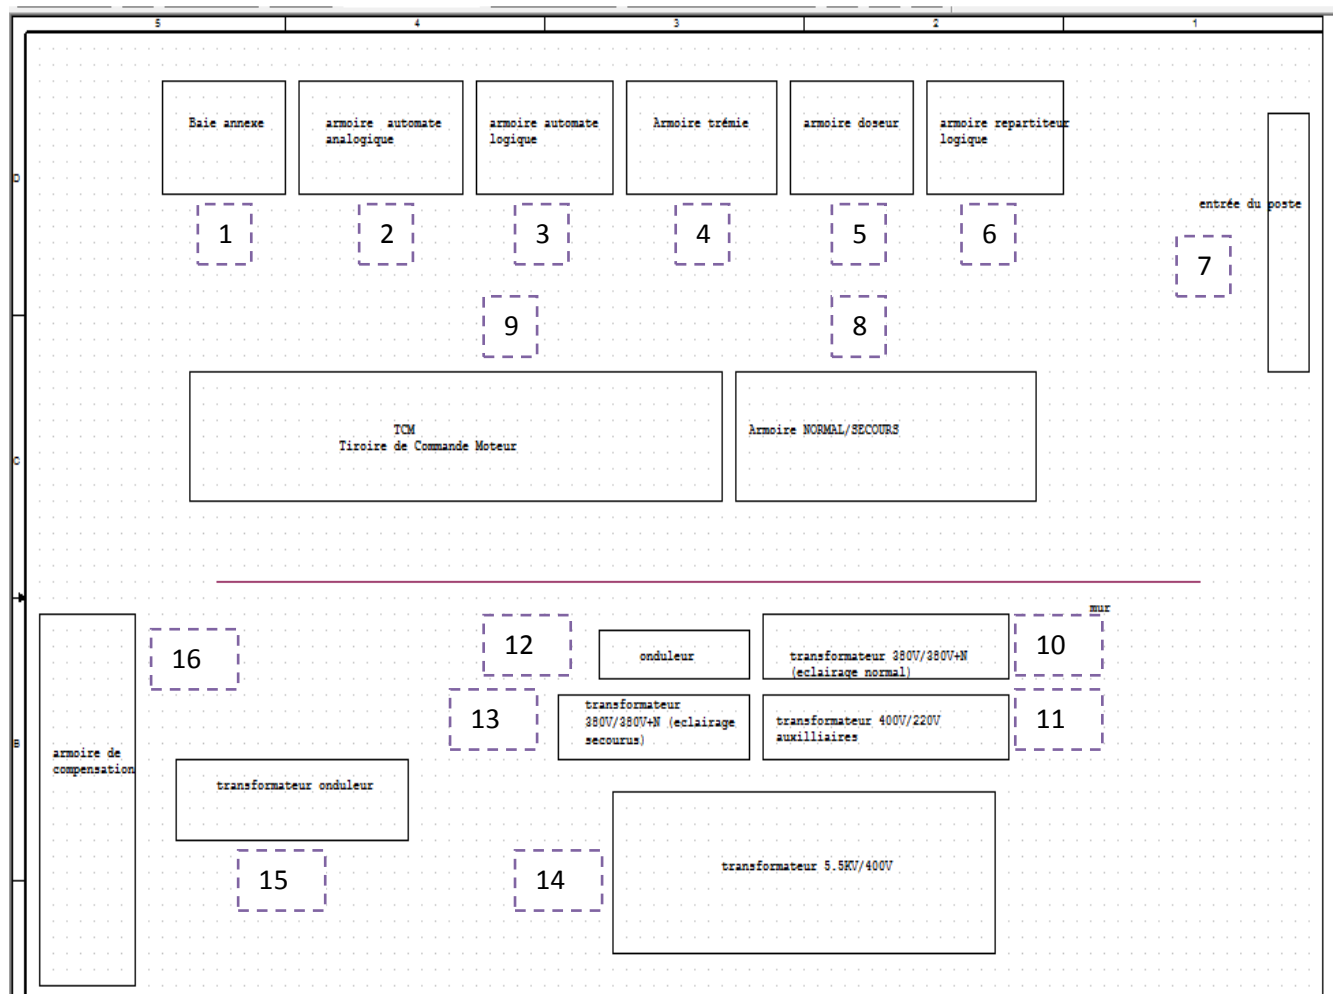 5 4 3 2 1
Baie annexe
armoire automate
analogique
armoire automate
logique
Armoire trémie
armoire doseur
armoire repartiteur
logique
D
entrée du poste
1 2 3 4 5 6
7
9 8
TCM
Tiroire de Commande Moteur
Armoire NORMAL/SECOURS
C
mur
16
12
onduleur
transformateur 380V/380V+N
(eclairage normal)
10
13
transformateur
380V/380V+N (eclairage
secourus)
transformateur 400V/220V
auxilliaires
11
B
armoire de
compensation
transformateur onduleur
15
14
transformateur 5.5KV/400V